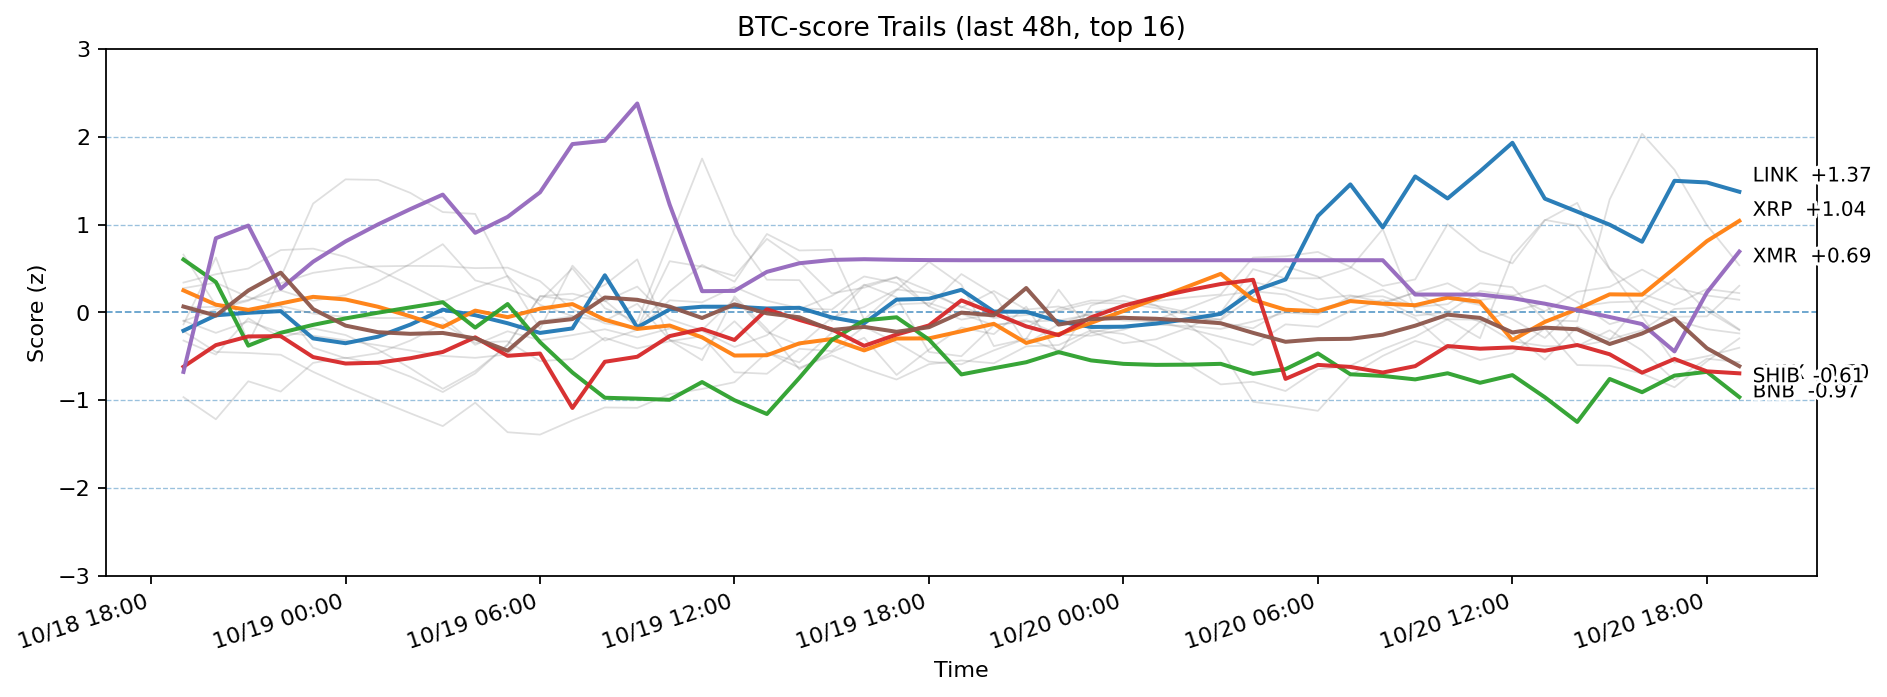 BTC-score Trails (last 48h, top 16)
Score (z)
3
2
1
0
−1
−2
−3
LINK +1.37
XRP +1.04
XMR +0.69
SHIB -0.61
BNB -0.97
10/18 18:00
10/19 00:00
10/19 06:00
10/19 12:00
10/19 18:00
10/20 00:00
10/20 06:00
10/20 12:00
10/20 18:00
Time